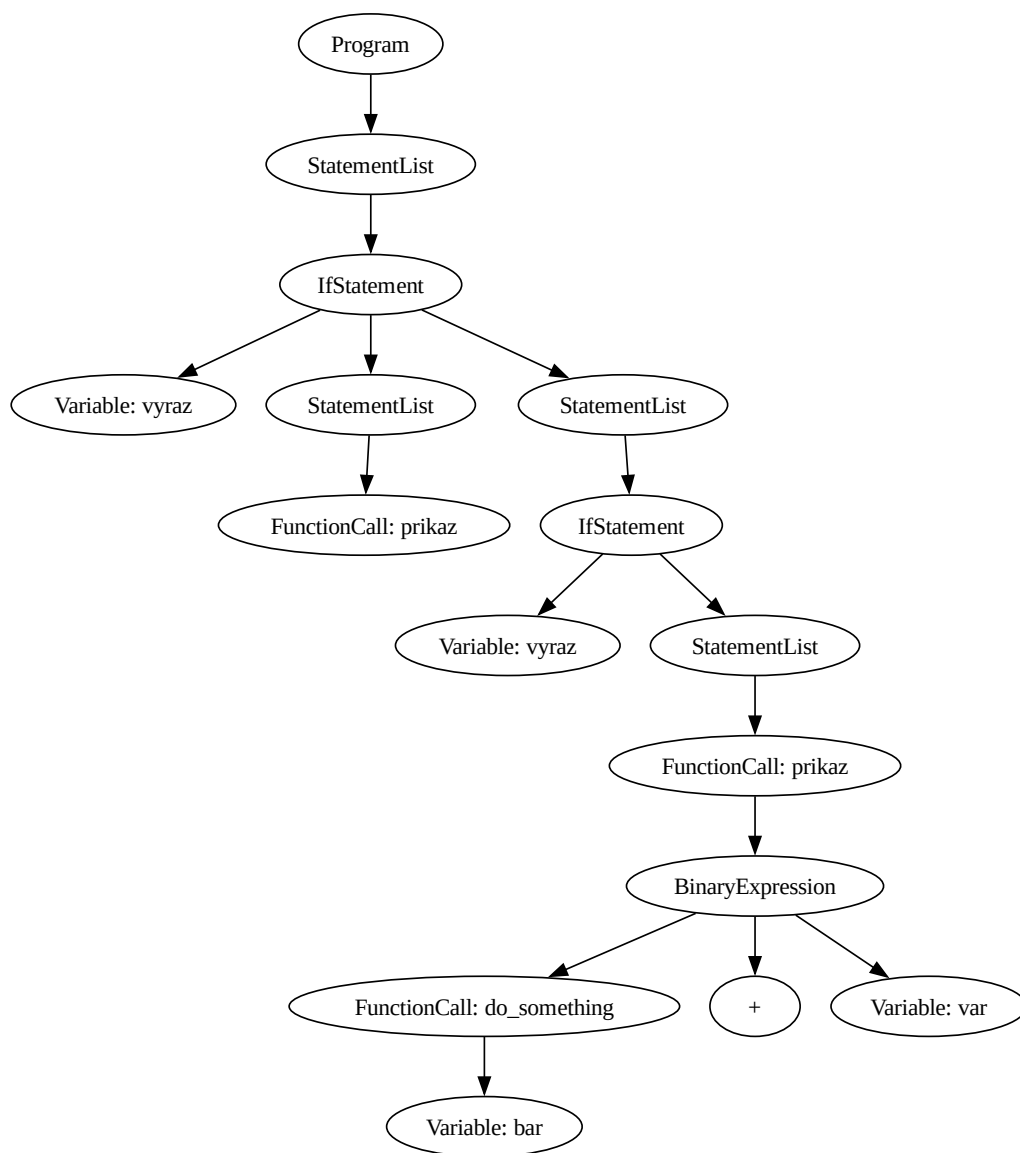 Program
StatementList
IfStatement
Variable: vyraz
StatementList
StatementList
FunctionCall: prikaz
IfStatement
Variable: vyraz
StatementList
FunctionCall: prikaz
BinaryExpression
FunctionCall: do_something
+
Variable: var
Variable: bar